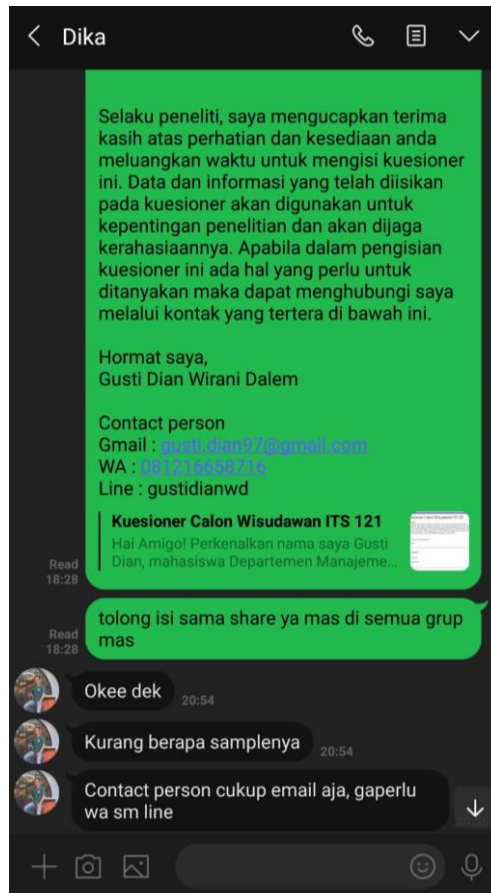 Dika
Selaku peneliti, saya mengucapkan terima
kasih atas perhatian dan kesediaan anda
meluangkan waktu untuk mengisi kuesioner
ini. Data dan informasi yang telah diisikan
pada kuesioner akan digunakan untuk
kepentingan penelitian dan akan dijaga
kerahasiaannya. Apabila dalam pengisian
kuesioner ini ada hal yang perlu untuk
ditanyakan maka dapat menghubungi saya
melalui kontak yang tertera di bawah ini.
Hormat saya,
Gusti Dian Wirani Dalem
Contact person
Gmail : gusti.dian97@gmail.com
WA : 081216658716
Line : gustidianwd
Kuesioner Calon Wisudawan ITS 121
Hai Amigo! Perkenalkan nama saya Gusti
Dian, mahasiswa Departemen Manajeme...
Read
18:28
tolong isi sama share ya mas di semua grup
mas
Read
18:28
Okee dek
20:54
Kurang berapa samplenya
20:54
Contact person cukup email aja, gaperlu
wa sm line